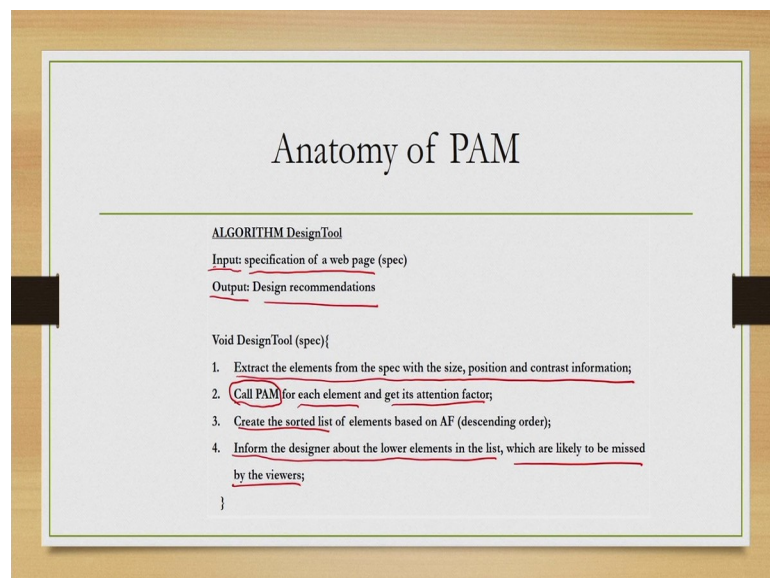 Anatomy of PAM
ALGORITHM DesignTool
Input: specification of a web page (spec)
Output: Design recommendations
Void DesignTool (spec){
1. Extract the elements from the spec with the size, position and contrast information;
2. Call PAM for each element and get its attention factor;
3. Create the sorted list of elements based on AF (descending order);
4. Inform the designer about the lower elements in the list, which are likely to be missed
by the viewers;
}